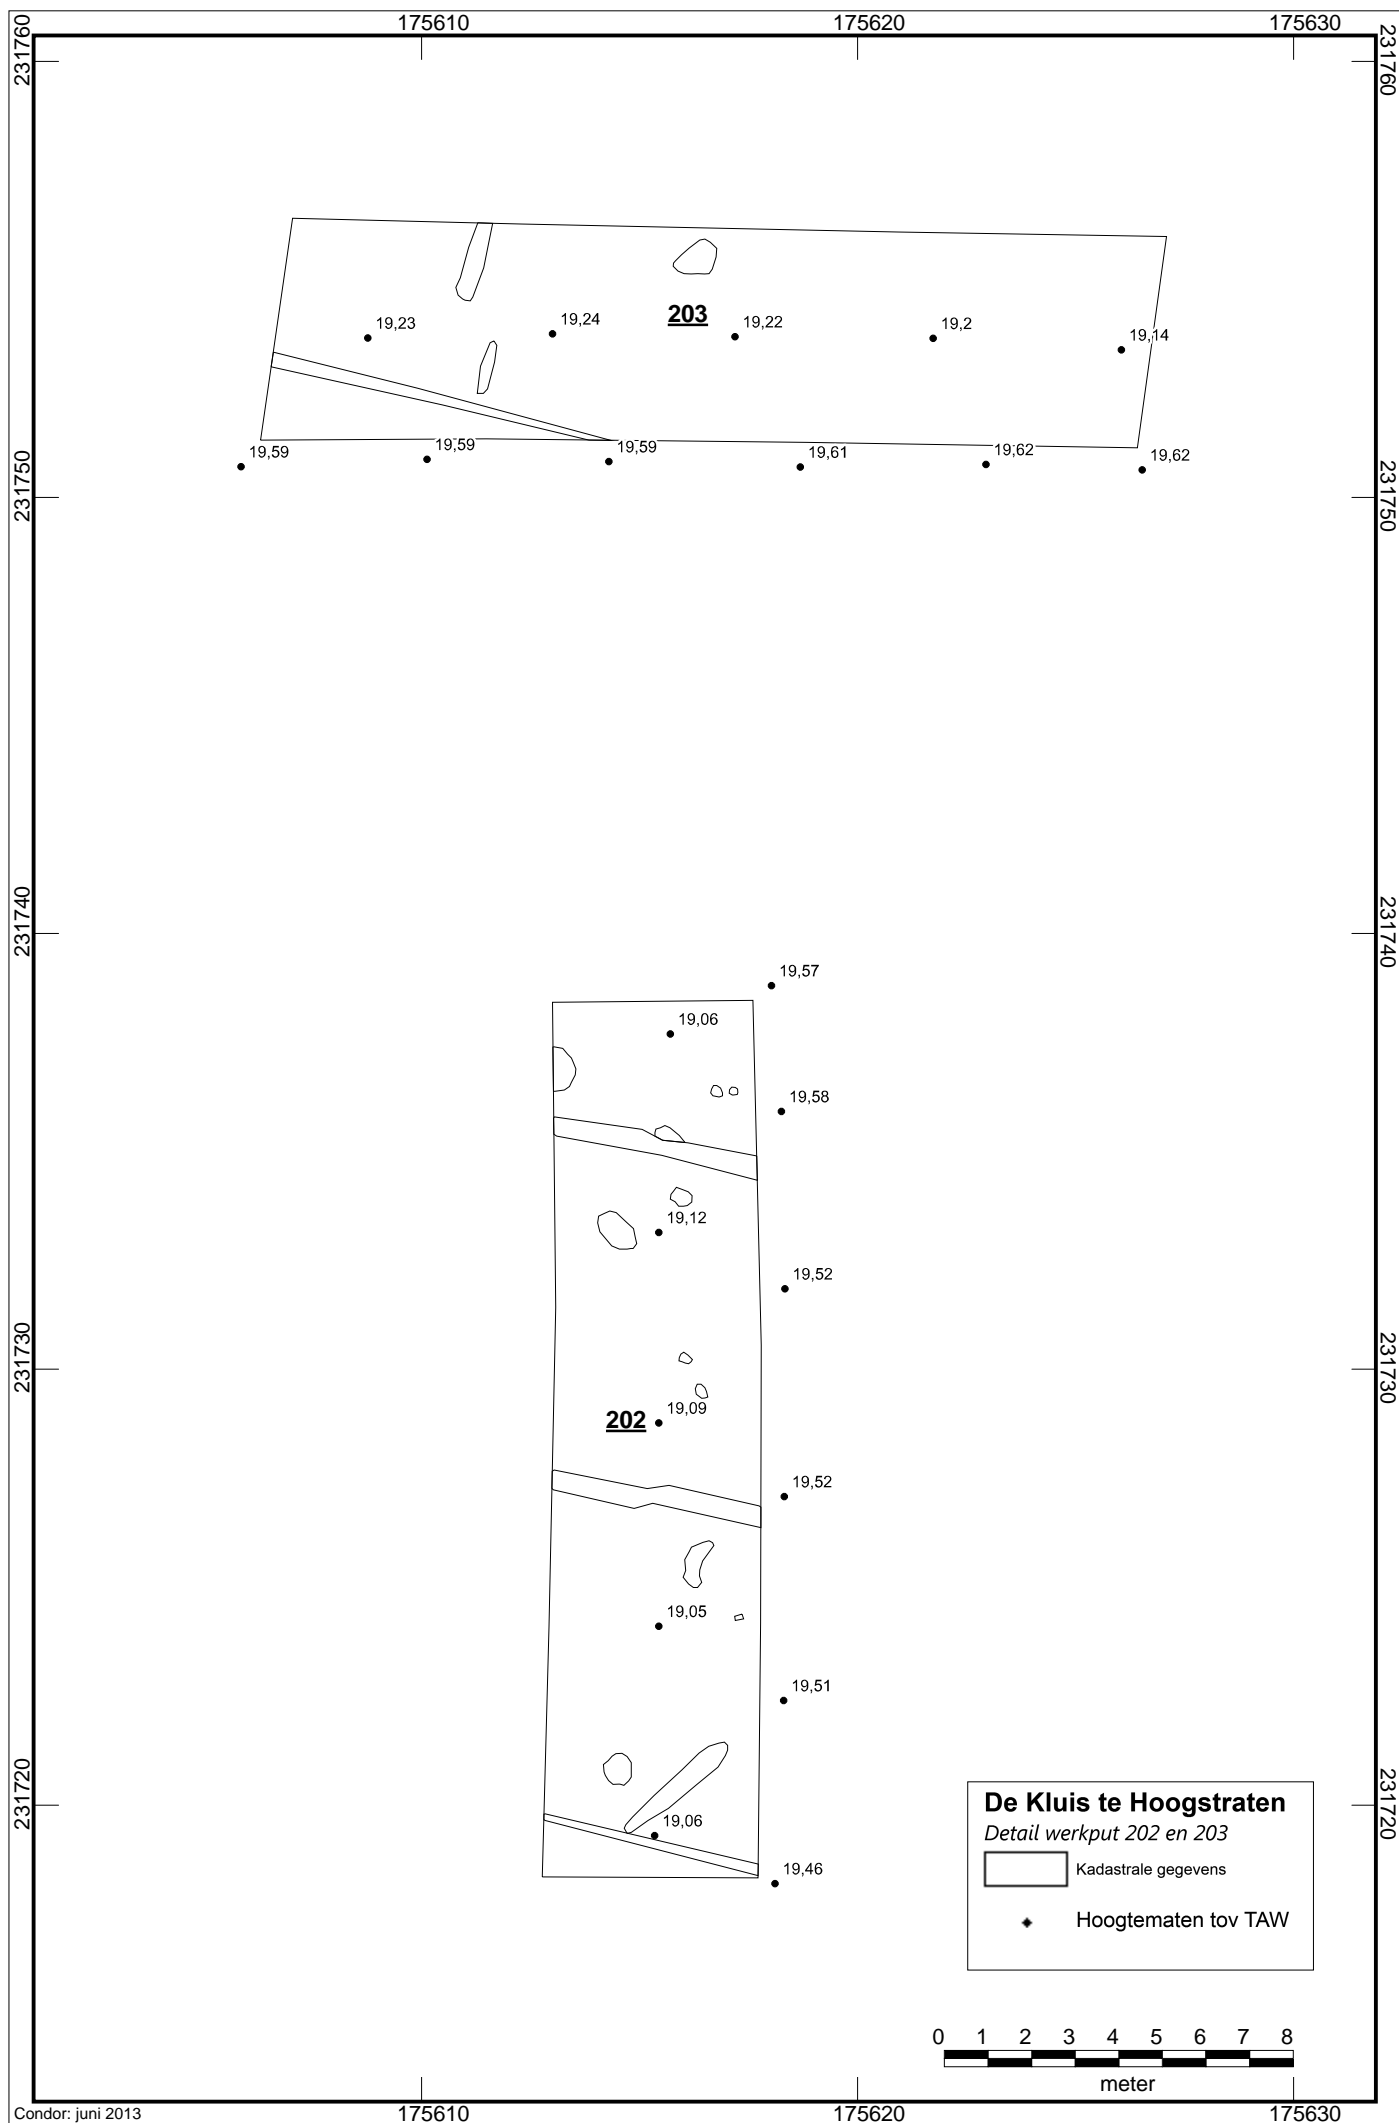 175610 175620 175630
231760 231760
203
19,23 19,24 19,22 19,2 19,14
19,59 19,59 19,59 19,61 19,62 19,62
231750 231750
231740 231740
19,57
19,06
19,58
19,12
19,52
231730 231730
19,09
202
19,52
19,05
19,51
231720 231720
19,06
19,46
De Kluis te Hoogstraten
Detail werkput 202 en 203
Kadastrale gegevens
Hoogtematen tov TAW
0 1 2 3 4 5 6 7 8
meter
Condor: juni 2013
175610 175620 175630